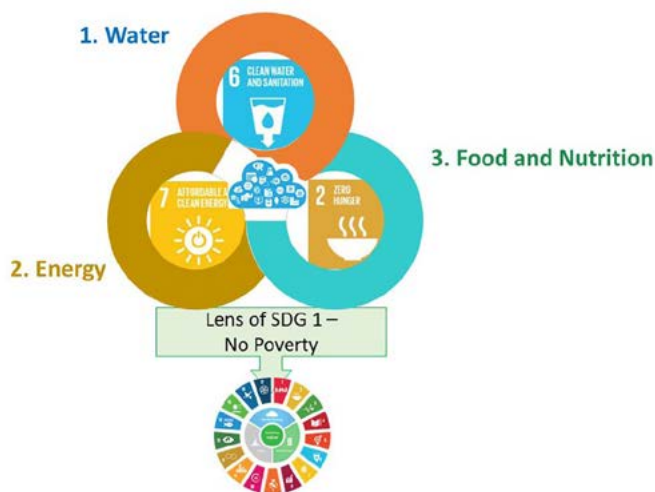 1. Water
6 CLEAN WATER
AND SANITATION
3. Food and Nutrition
7 AFFORDABLE A
CLEAN ENERGY
2 ZERO
HUNGER
2. Energy
Lens of SDG 1 –
No Poverty